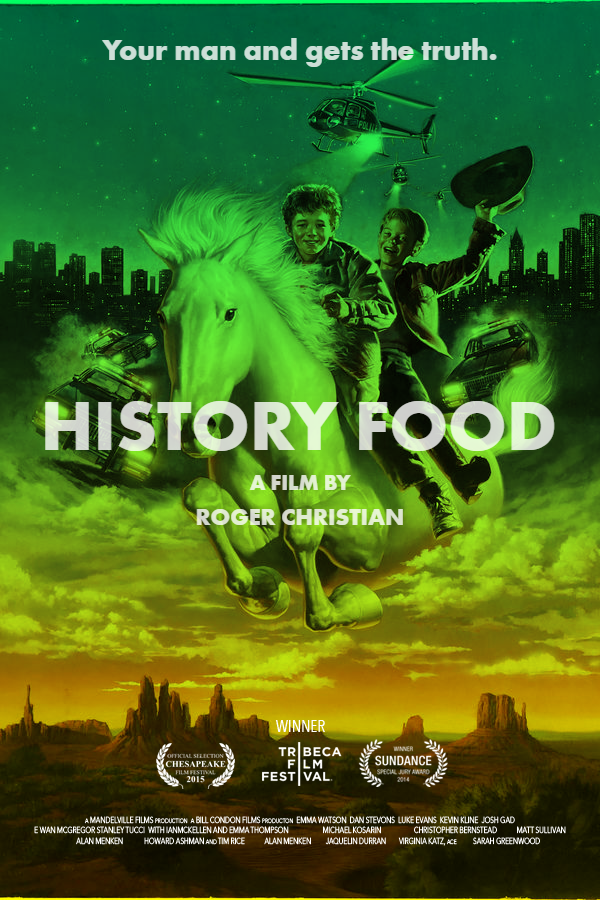 Your man and gets the truth.
POLICE
HISTORY FOOD
A FILM BY
ROGER CHRISTIAN
WINNER
OFFICIAL SELECTION
CHESAPEAKE
FILM FESTIVAL
2015
TRIBECA
FILM
FESTIVAL.
WINNER
SUNDANCE
SPECIAL JURY AWARD
2014
A MANDELVILLE FILMS PRODUCTION A BILL CONDON FILMS PRODUCTON EMMA WATSON DAN STEVONS LUKE EVANS KEVIN KLINE JOSH GAD
E WAN MCGREGOR STANLEY TUCCI WITH IANMCKELLEN AND EMMA THOMPSON MICHAEL KOSARIN CHRISTOPHER BERNSTEAD MATT SULLIVAN
ALAN MENKEN HOWARD ASHMAN AND TIM RICE ALAN MENKEN JAQUELIN DURRAN VIRGINIA KATZ, ACE SARAH GREENWOOD